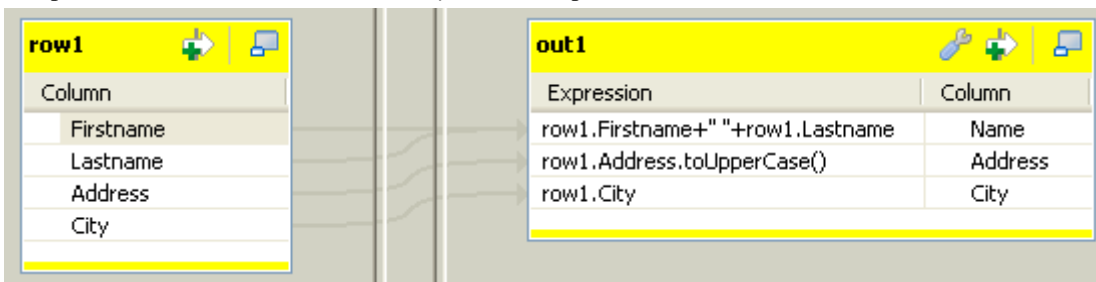 row1
Column
Firstname
Lastname
Address
City
out1
Expression Column
row1.Firstname+" "+row1.Lastname Name
row1.Address.toUpperCase() Address
row1.City City